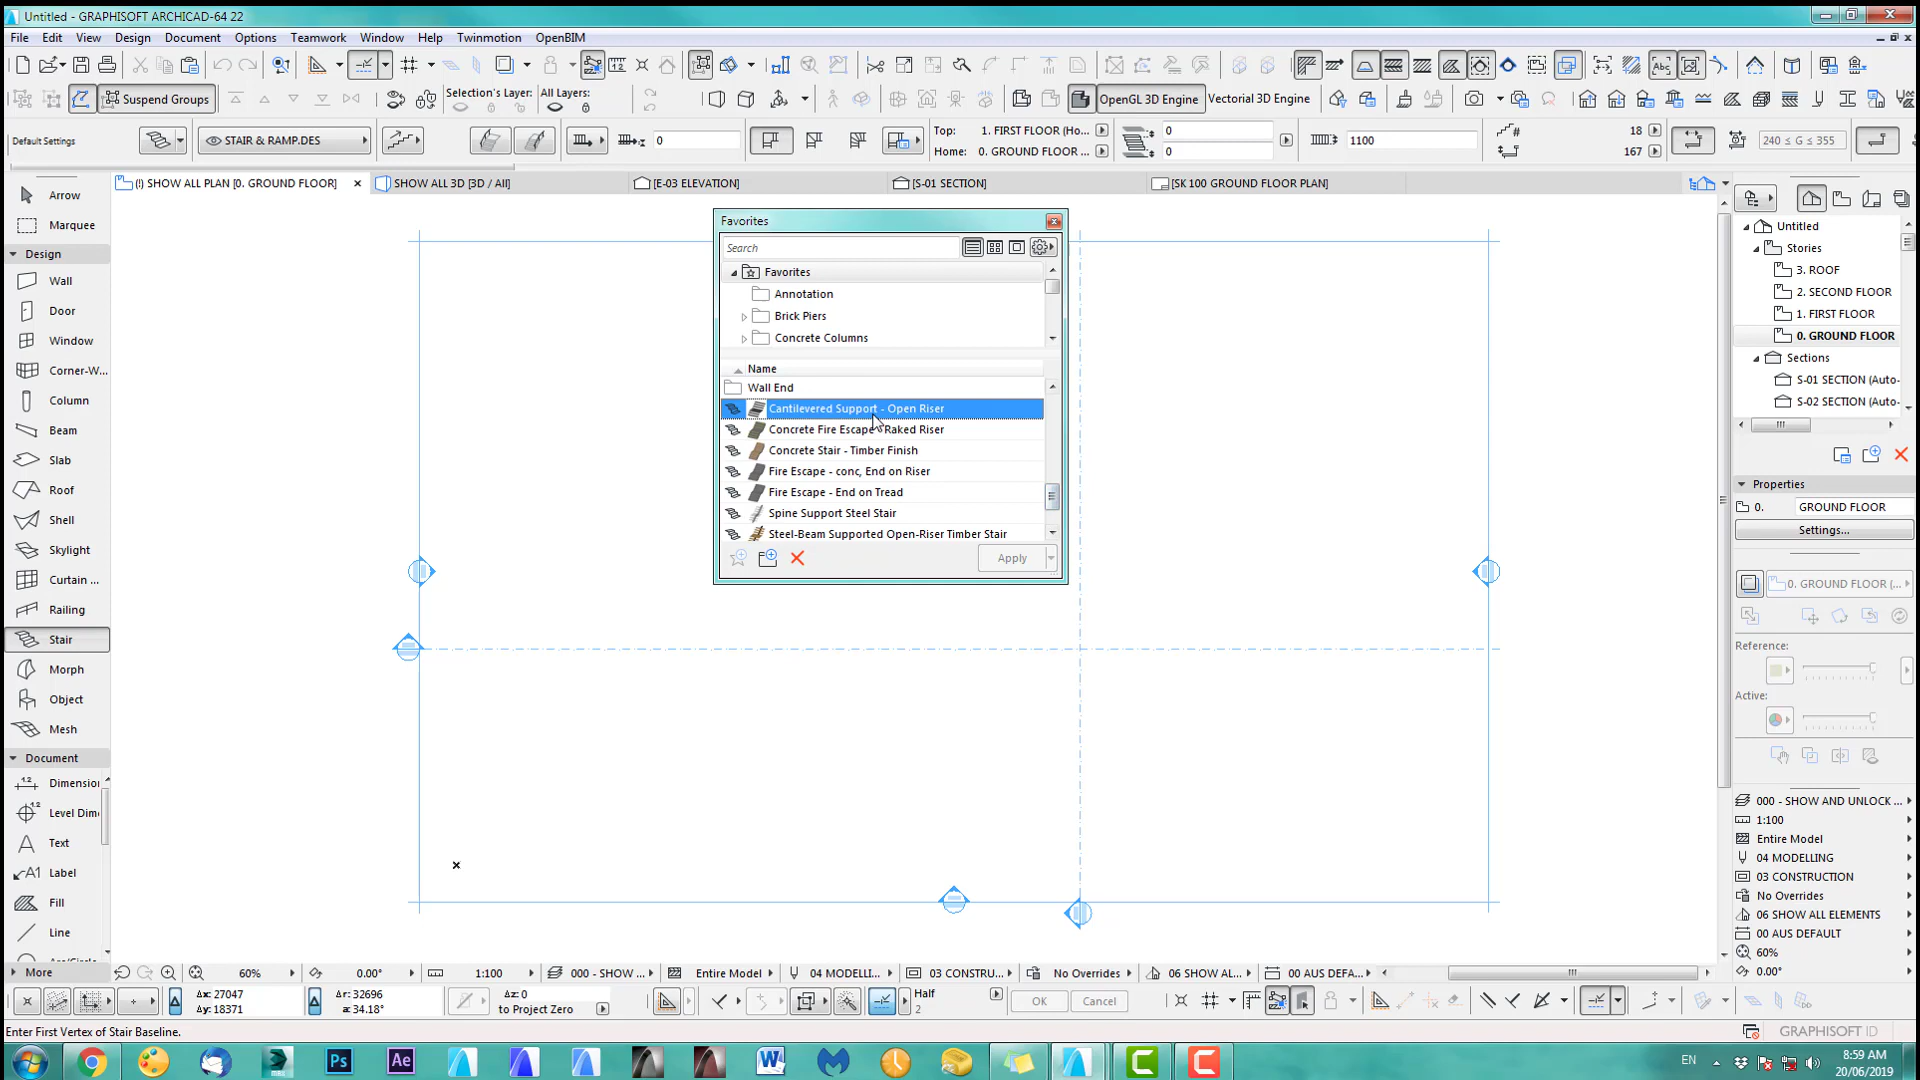 Untitled - GRAPHISOFT ARCHICAD-64 22
File Edit View Design Document Options Teamwork Window Help Twinmotion OpenBIM
Suspend Groups
Selection's Layer:
All Layers:
OpenGL 3D Engine
Vectorial 3D Engine
Default Settings
STAIR & RAMP.DES
0
Top:
1. FIRST FLOOR (Ho...
Home:
0. GROUND FLOOR ...
0
0
1100
18
167
240 ≤ G ≤ 355
(!) SHOW ALL PLAN [0. GROUND FLOOR]
SHOW ALL 3D [3D / All]
[E-03 ELEVATION]
[S-01 SECTION]
[SK 100 GROUND FLOOR PLAN]
Arrow
Marquee
Design
Wall
Door
Window
Corner-W...
Column
Beam
Slab
Roof
Shell
Skylight
Curtain ...
Railing
Stair
Morph
Object
Mesh
Document
Dimension
Level Dim
Text
A1 Label
Fill
Line
Arc/Circle
More
Favorites
Search
Favorites
Annotation
Brick Piers
Concrete Columns
Name
Wall End
Cantilevered Support - Open Riser
Concrete Fire Escape - Raked Riser
Concrete Stair - Timber Finish
Fire Escape - conc, End on Riser
Fire Escape - End on Tread
Spine Support Steel Stair
Steel-Beam Supported Open-Riser Timber Stair
Apply
Untitled
Stories
3. ROOF
2. SECOND FLOOR
1. FIRST FLOOR
0. GROUND FLOOR
Sections
S-01 SECTION (Auto-
S-02 SECTION (Auto-
Properties
0.
GROUND FLOOR
Settings...
0. GROUND FLOOR (...
Reference:
Active:
000 - SHOW AND UNLOCK ...
1:100
Entire Model
04 MODELLING
03 CONSTRUCTION
No Overrides
06 SHOW ALL ELEMENTS
00 AUS DEFAULT
60%
0.00°
60%
0.00°
1:100
000 - SHOW ...
Entire Model
04 MODELLI...
03 CONSTRU...
No Overrides
06 SHOW AL...
00 AUS DEFA...
Δx: 27047
Δy: 18371
Δr: 32696
a: 34.18°
Δz: 0
to Project Zero
Half
2
OK
Cancel
Enter First Vertex of Stair Baseline.
GRAPHISOFT ID
Ps
Ae
EN
8:59 AM
20/06/2019